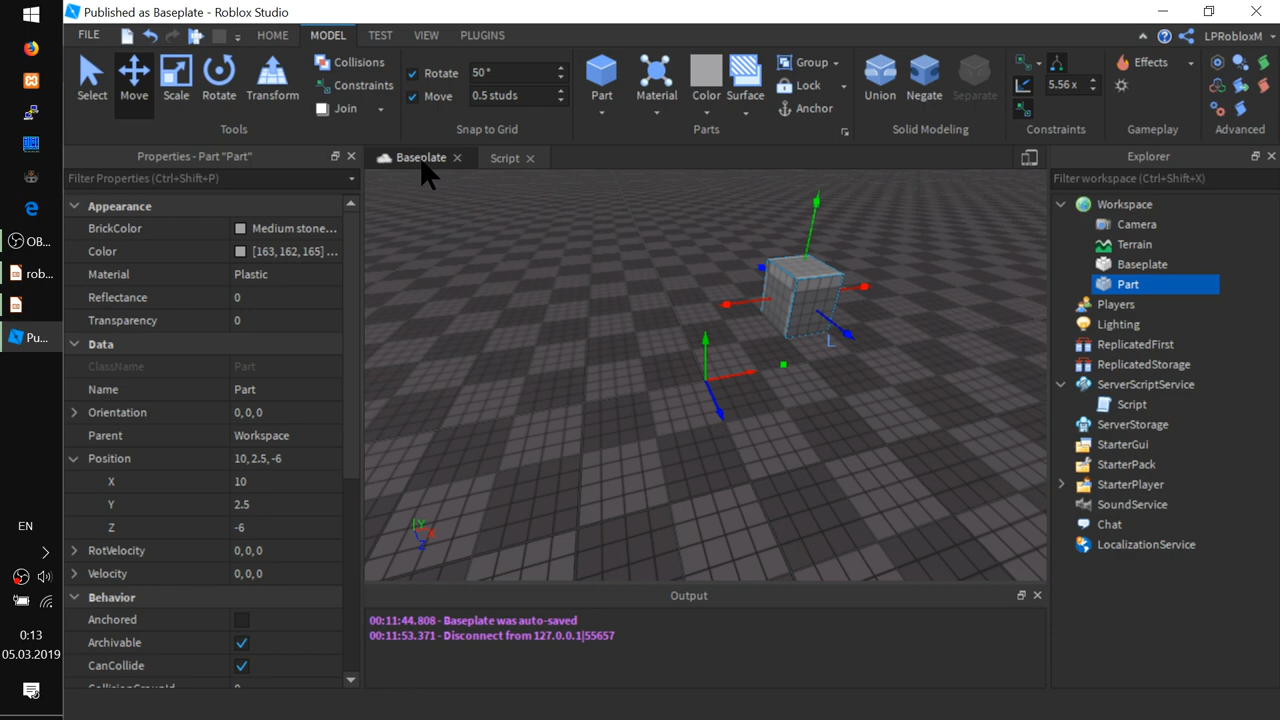 Published as Baseplate - Roblox Studio
FILE HOME MODEL TEST VIEW PLUGINS LPRobloxM
Select Move Scale Rotate Transform
Collisions
Constraints
Join
Tools
Rotate 50°
Move 0.5 studs
Snap to Grid
Part Material Color Surface
Group
Lock
Anchor
Parts
Union Negate Separate
Solid Modeling
5.56x
Constraints
Effects
Gameplay
Advanced
Properties - Part "Part"
Filter Properties (Ctrl+Shift+P)
Appearance
BrickColor Medium stone...
Color [163, 162, 165] ...
Material Plastic
Reflectance 0
Transparency 0
Data
ClassName Part
Name Part
Orientation 0, 0, 0
Parent Workspace
Position 10, 2.5, -6
X 10
Y 2.5
Z -6
RotVelocity 0, 0, 0
Velocity 0, 0, 0
Behavior
Anchored
Archivable
CanCollide
Baseplate Script
L
Y
X
Z
Output
00:11:44.808 - Baseplate was auto-saved
00:11:53.371 - Disconnect from 127.0.0.1|55657
Explorer
Filter workspace (Ctrl+Shift+X)
Workspace
Camera
Terrain
Baseplate
Part
Players
Lighting
ReplicatedFirst
ReplicatedStorage
ServerScriptService
Script
ServerStorage
StarterGui
StarterPack
StarterPlayer
SoundService
Chat
LocalizationService
OB...
rob...
Pu...
EN
0:13
05.03.2019